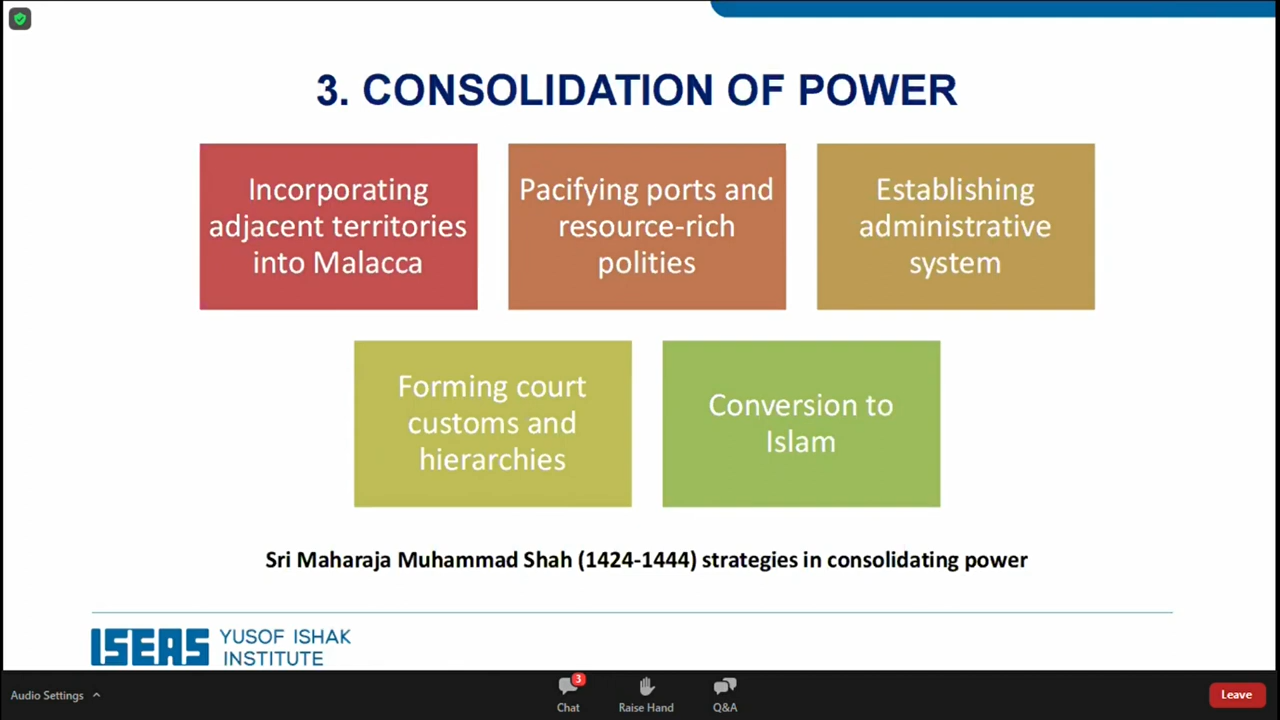 3. CONSOLIDATION OF POWER
Incorporating
adjacent territories
into Malacca
Pacifying ports and
resource-rich
polities
Establishing
administrative
system
Forming court
customs and
hierarchies
Conversion to
Islam
Sri Maharaja Muhammad Shah (1424-1444) strategies in consolidating power
ISEAS YUSOF ISHAK
INSTITUTE
Audio Settings
3
Chat
Raise Hand
Q&A
Leave